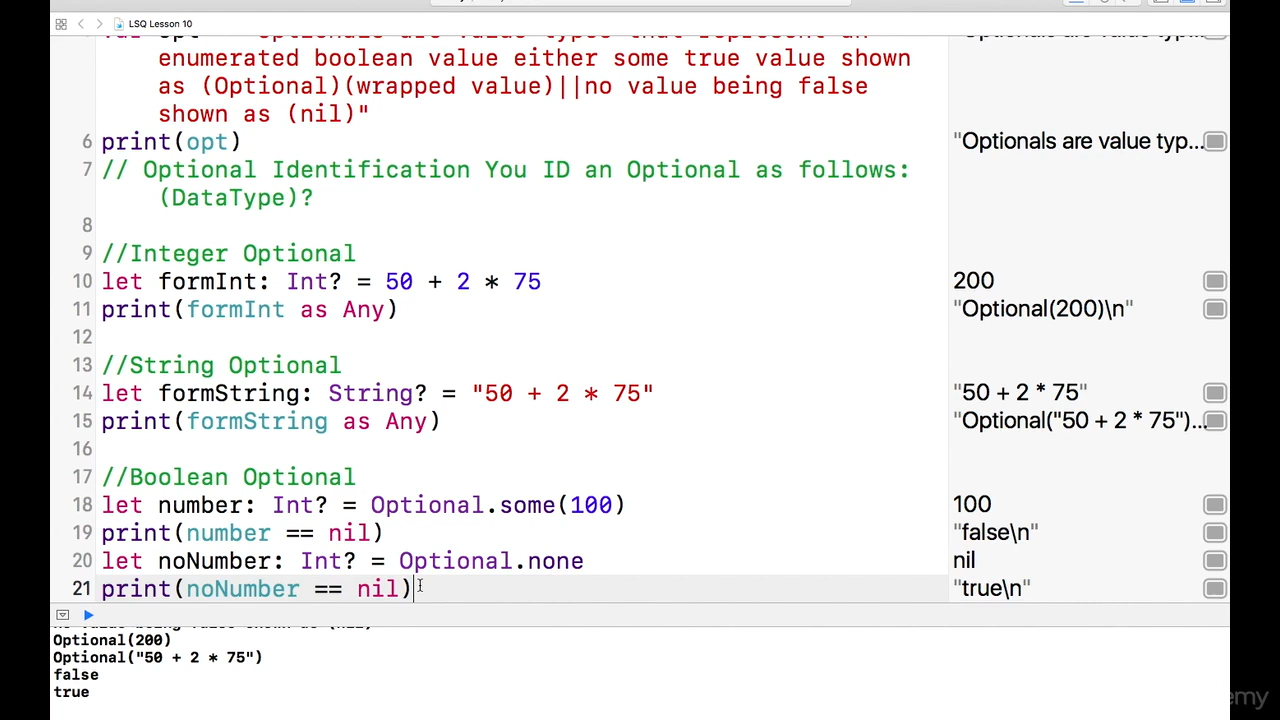 LSQ Lesson 10
enumerated boolean value either some true value shown
as (Optional)(wrapped value)||no value being false
shown as (nil)"
6 print(opt) "Optionals are value typ...
7 // Optional Identification You ID an Optional as follows:
(DataType)?
8
9 //Integer Optional
10 let formInt: Int? = 50 + 2 * 75 200
11 print(formInt as Any) "Optional(200)\n"
12
13 //String Optional
14 let formString: String? = "50 + 2 * 75" "50 + 2 * 75"
15 print(formString as Any) "Optional("50 + 2 * 75")...
16
17 //Boolean Optional
18 let number: Int? = Optional.some(100) 100
19 print(number == nil) "false\n"
20 let noNumber: Int? = Optional.none nil
21 print(noNumber == nil) "true\n"
Optional(200)
Optional("50 + 2 * 75")
false
true